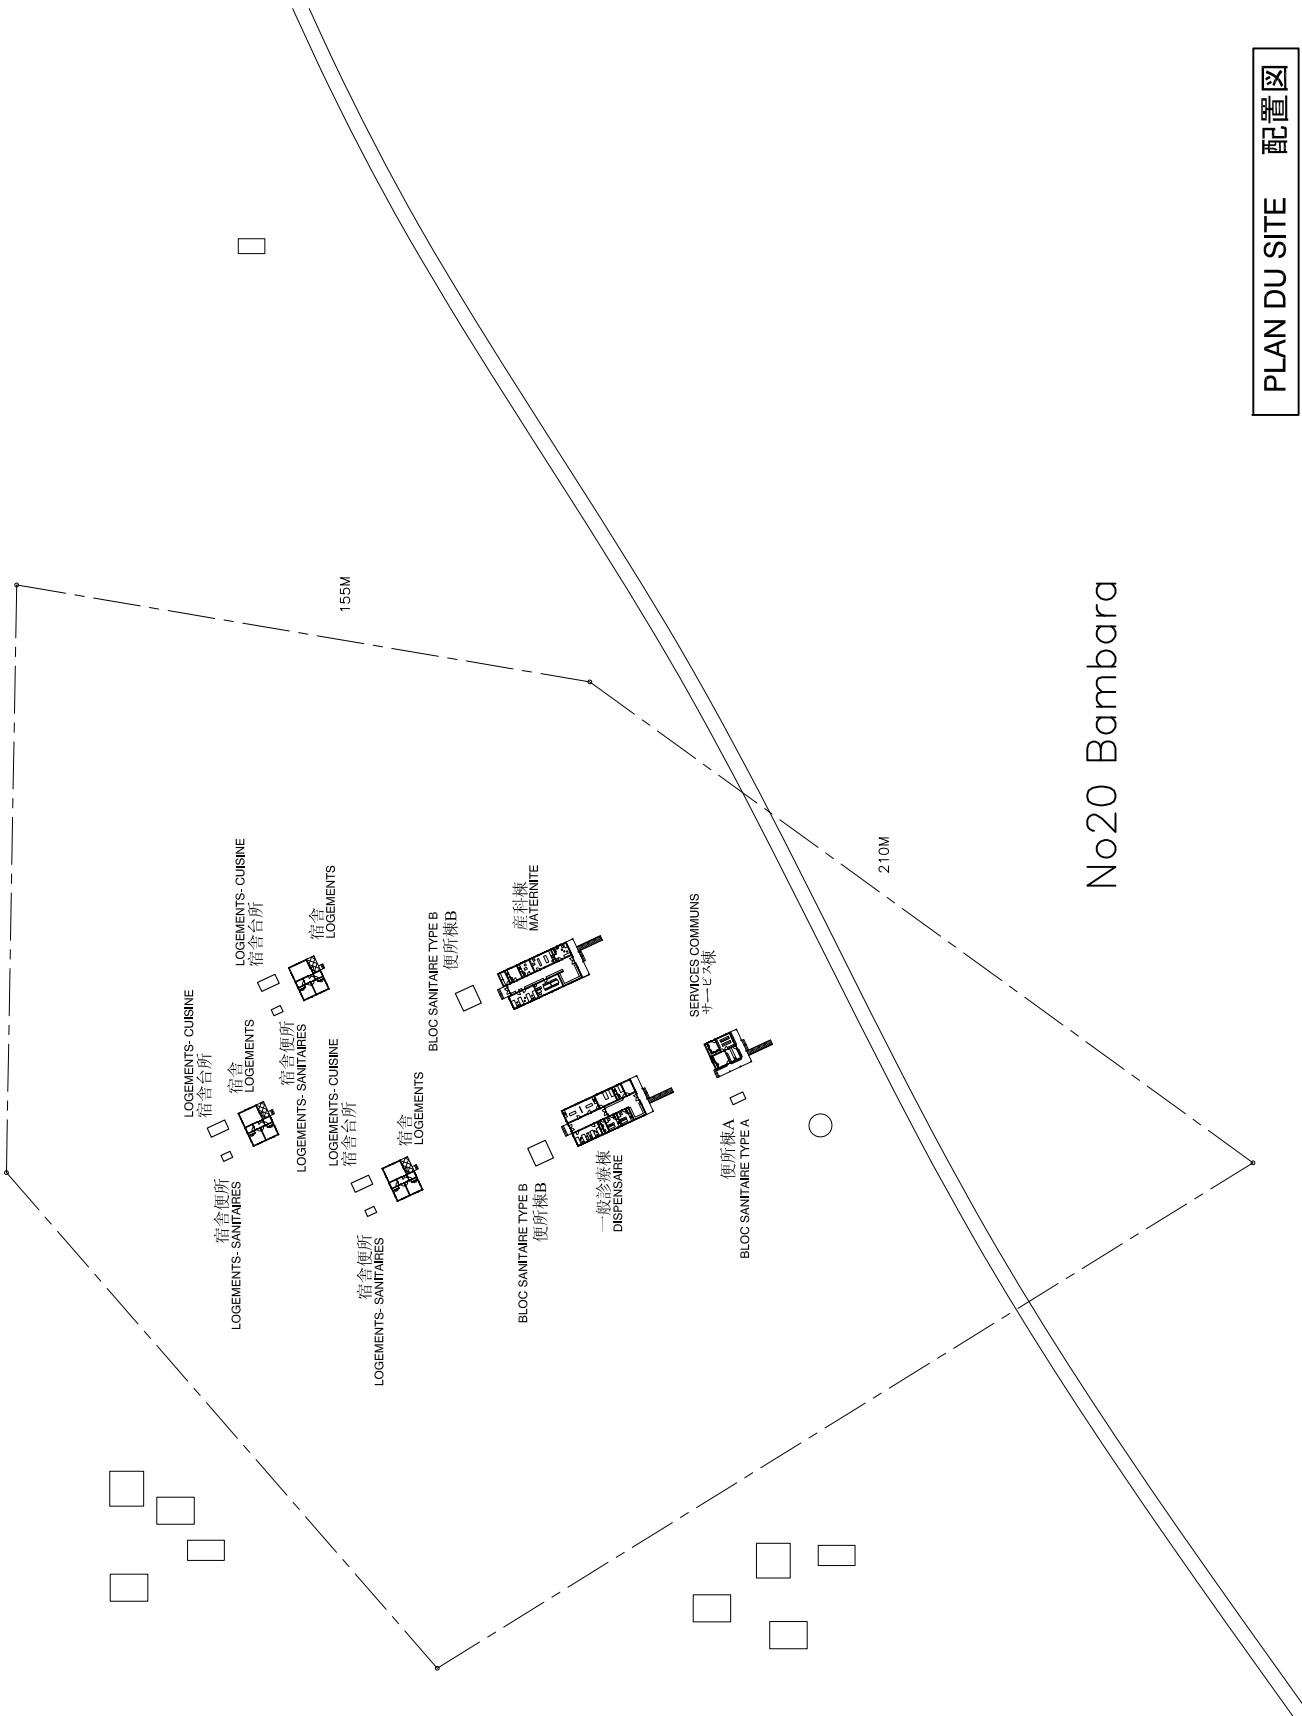 LOGEMENTS- CUISINE
宿舎台所
宿舎
LOGEMENTS
LOGEMENTS- CUISINE
宿舎台所
宿舎
LOGEMENTS
宿舎便所
LOGEMENTS- SANITAIRES
宿舎便所
LOGEMENTS- SANITAIRES
LOGEMENTS- CUISINE
宿舎台所
宿舎
LOGEMENTS
宿舎便所
LOGEMENTS- SANITAIRES
BLOC SANITAIRE TYPE B
便所棟B
産科棟
MATERNITE
BLOC SANITAIRE TYPE B
便所棟B
一般診療棟
DISPENSAIRE
SERVICES COMMUNS
サービス棟
便所棟A
BLOC SANITAIRE TYPE A
155M
210M
No20 Bambara
PLAN DU SITE 配置図